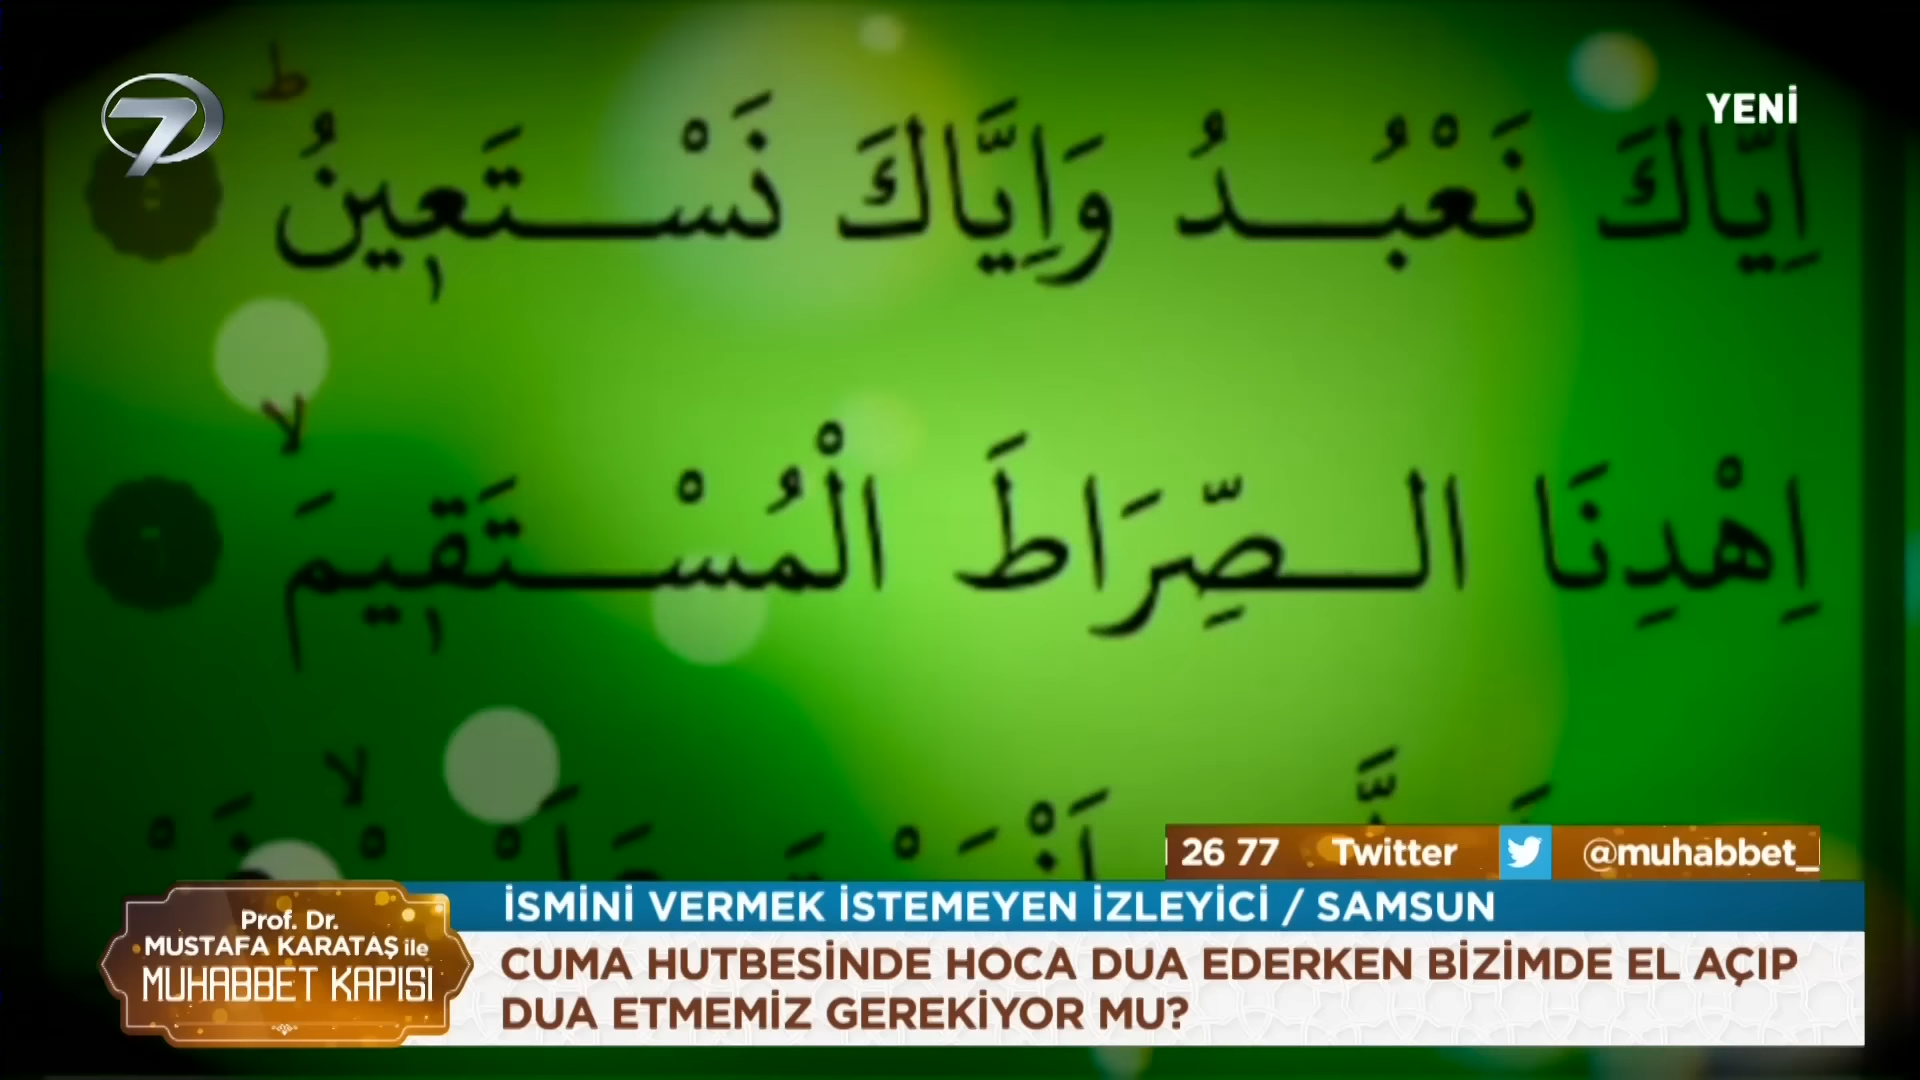 7
YENİ
اِيَّاكَ نَعْبُدُ وَاِيَّاكَ نَسْتَعٖينُ ط
اِهْدِنَا الصِّرَاطَ الْمُسْتَقٖيمَ لا
26 77 Twitter @muhabbet_
İSMİNİ VERMEK İSTEMEYEN İZLEYİCİ / SAMSUN
Prof. Dr.
MUSTAFA KARATAŞ ile
MUHABBET KAPISI
CUMA HUTBESİNDE HOCA DUA EDERKEN BİZİMDE EL AÇIP
DUA ETMEMİZ GEREKİYOR MU?